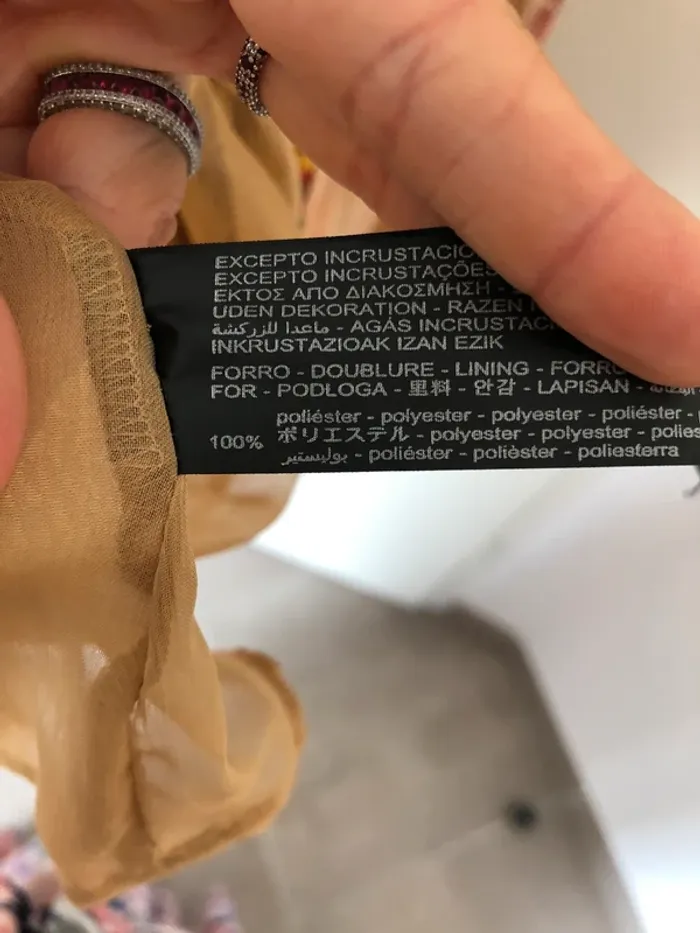 EXCEPTO INCRUSTACIO
EXCEPTO INCRUSTAÇÕES
ΕΚΤΟΣ ΑΠΟ ΔΙΑΚΟΣΜΗΣΗ -
UDEN DEKORATION - RAZEN
ماعدا للزركشة - AGÁS INCRUSTACI
INKRUSTAZIOAK IZAN EZIK
FORRO - DOUBLURE - LINING - FORRO
FOR - PODLOGA - 里料 - 안감 - LAPISAN -
poliéster - polyester - polyester - poliéster -
100% ポリエステル - polyester - polyester - polies
بوليستير - poliéster - polièster - poliesterra